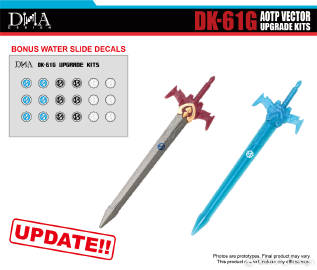 DNA
DESIGN
DK-61G
AOTP VECTOR
UPGRADE KITS
BONUS WATER SLIDE DECALS
DNA DK-61G UPGRADE KITS
UPDATE!!
Photos are prototypes. Final product may vary.